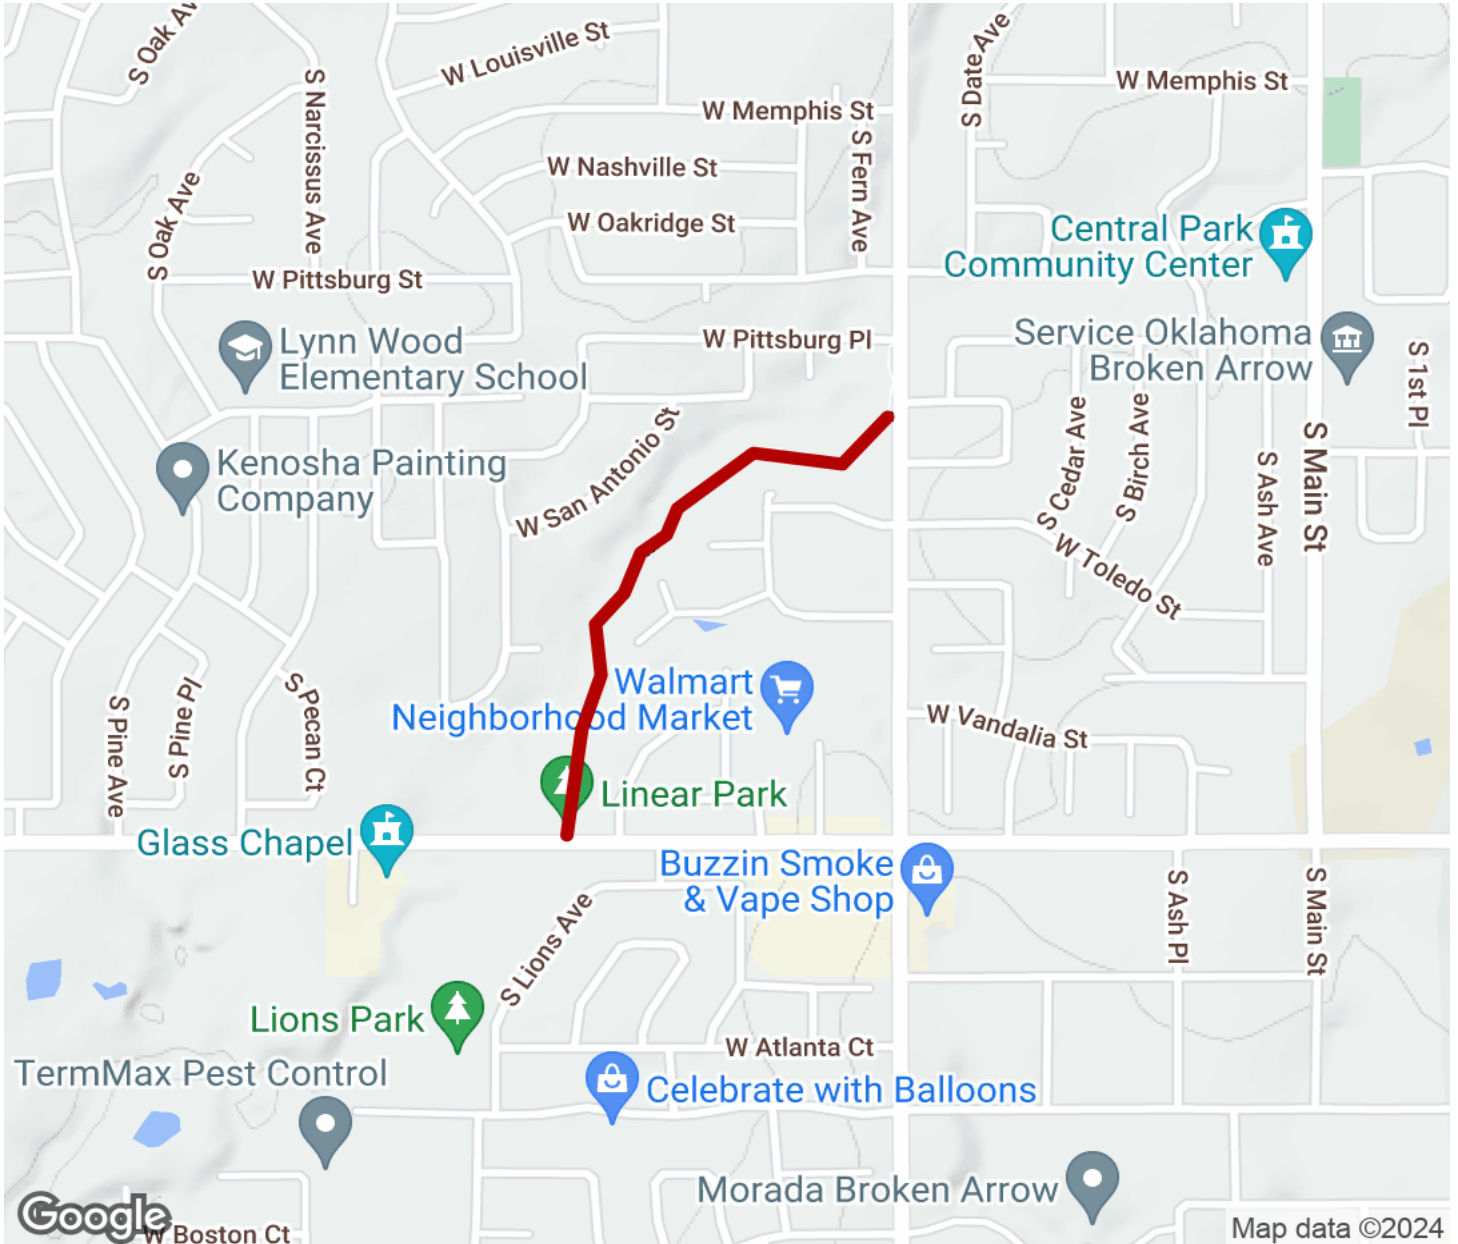 S Oak Av
W Louisville St
S Date Ave
W Memphis St
W Memphis St
S Narcissus Ave
S Fern Ave
W Nashville St
S Oak Ave
W Oakridge St
Central Park
Community Center
W Pittsburg St
Service Oklahoma
Broken Arrow
Lynn Wood
Elementary School
W Pittsburg Pl
S 1st Pl
S Cedar Ave
S Birch Ave
S Main St
S Ash Ave
W San Antonio St
Kenosha Painting
Company
W Toledo St
Walmart
Neighborhood Market
S Pine Ave
S Pine Pl
S Pecan Ct
W Vandalia St
Linear Park
Glass Chapel
Buzzin Smoke
& Vape Shop
S Ash Pl
S Main St
S Lions Ave
Lions Park
W Atlanta Ct
TermMax Pest Control
Celebrate with Balloons
Morada Broken Arrow
Google
W Boston Ct
Map data ©2024